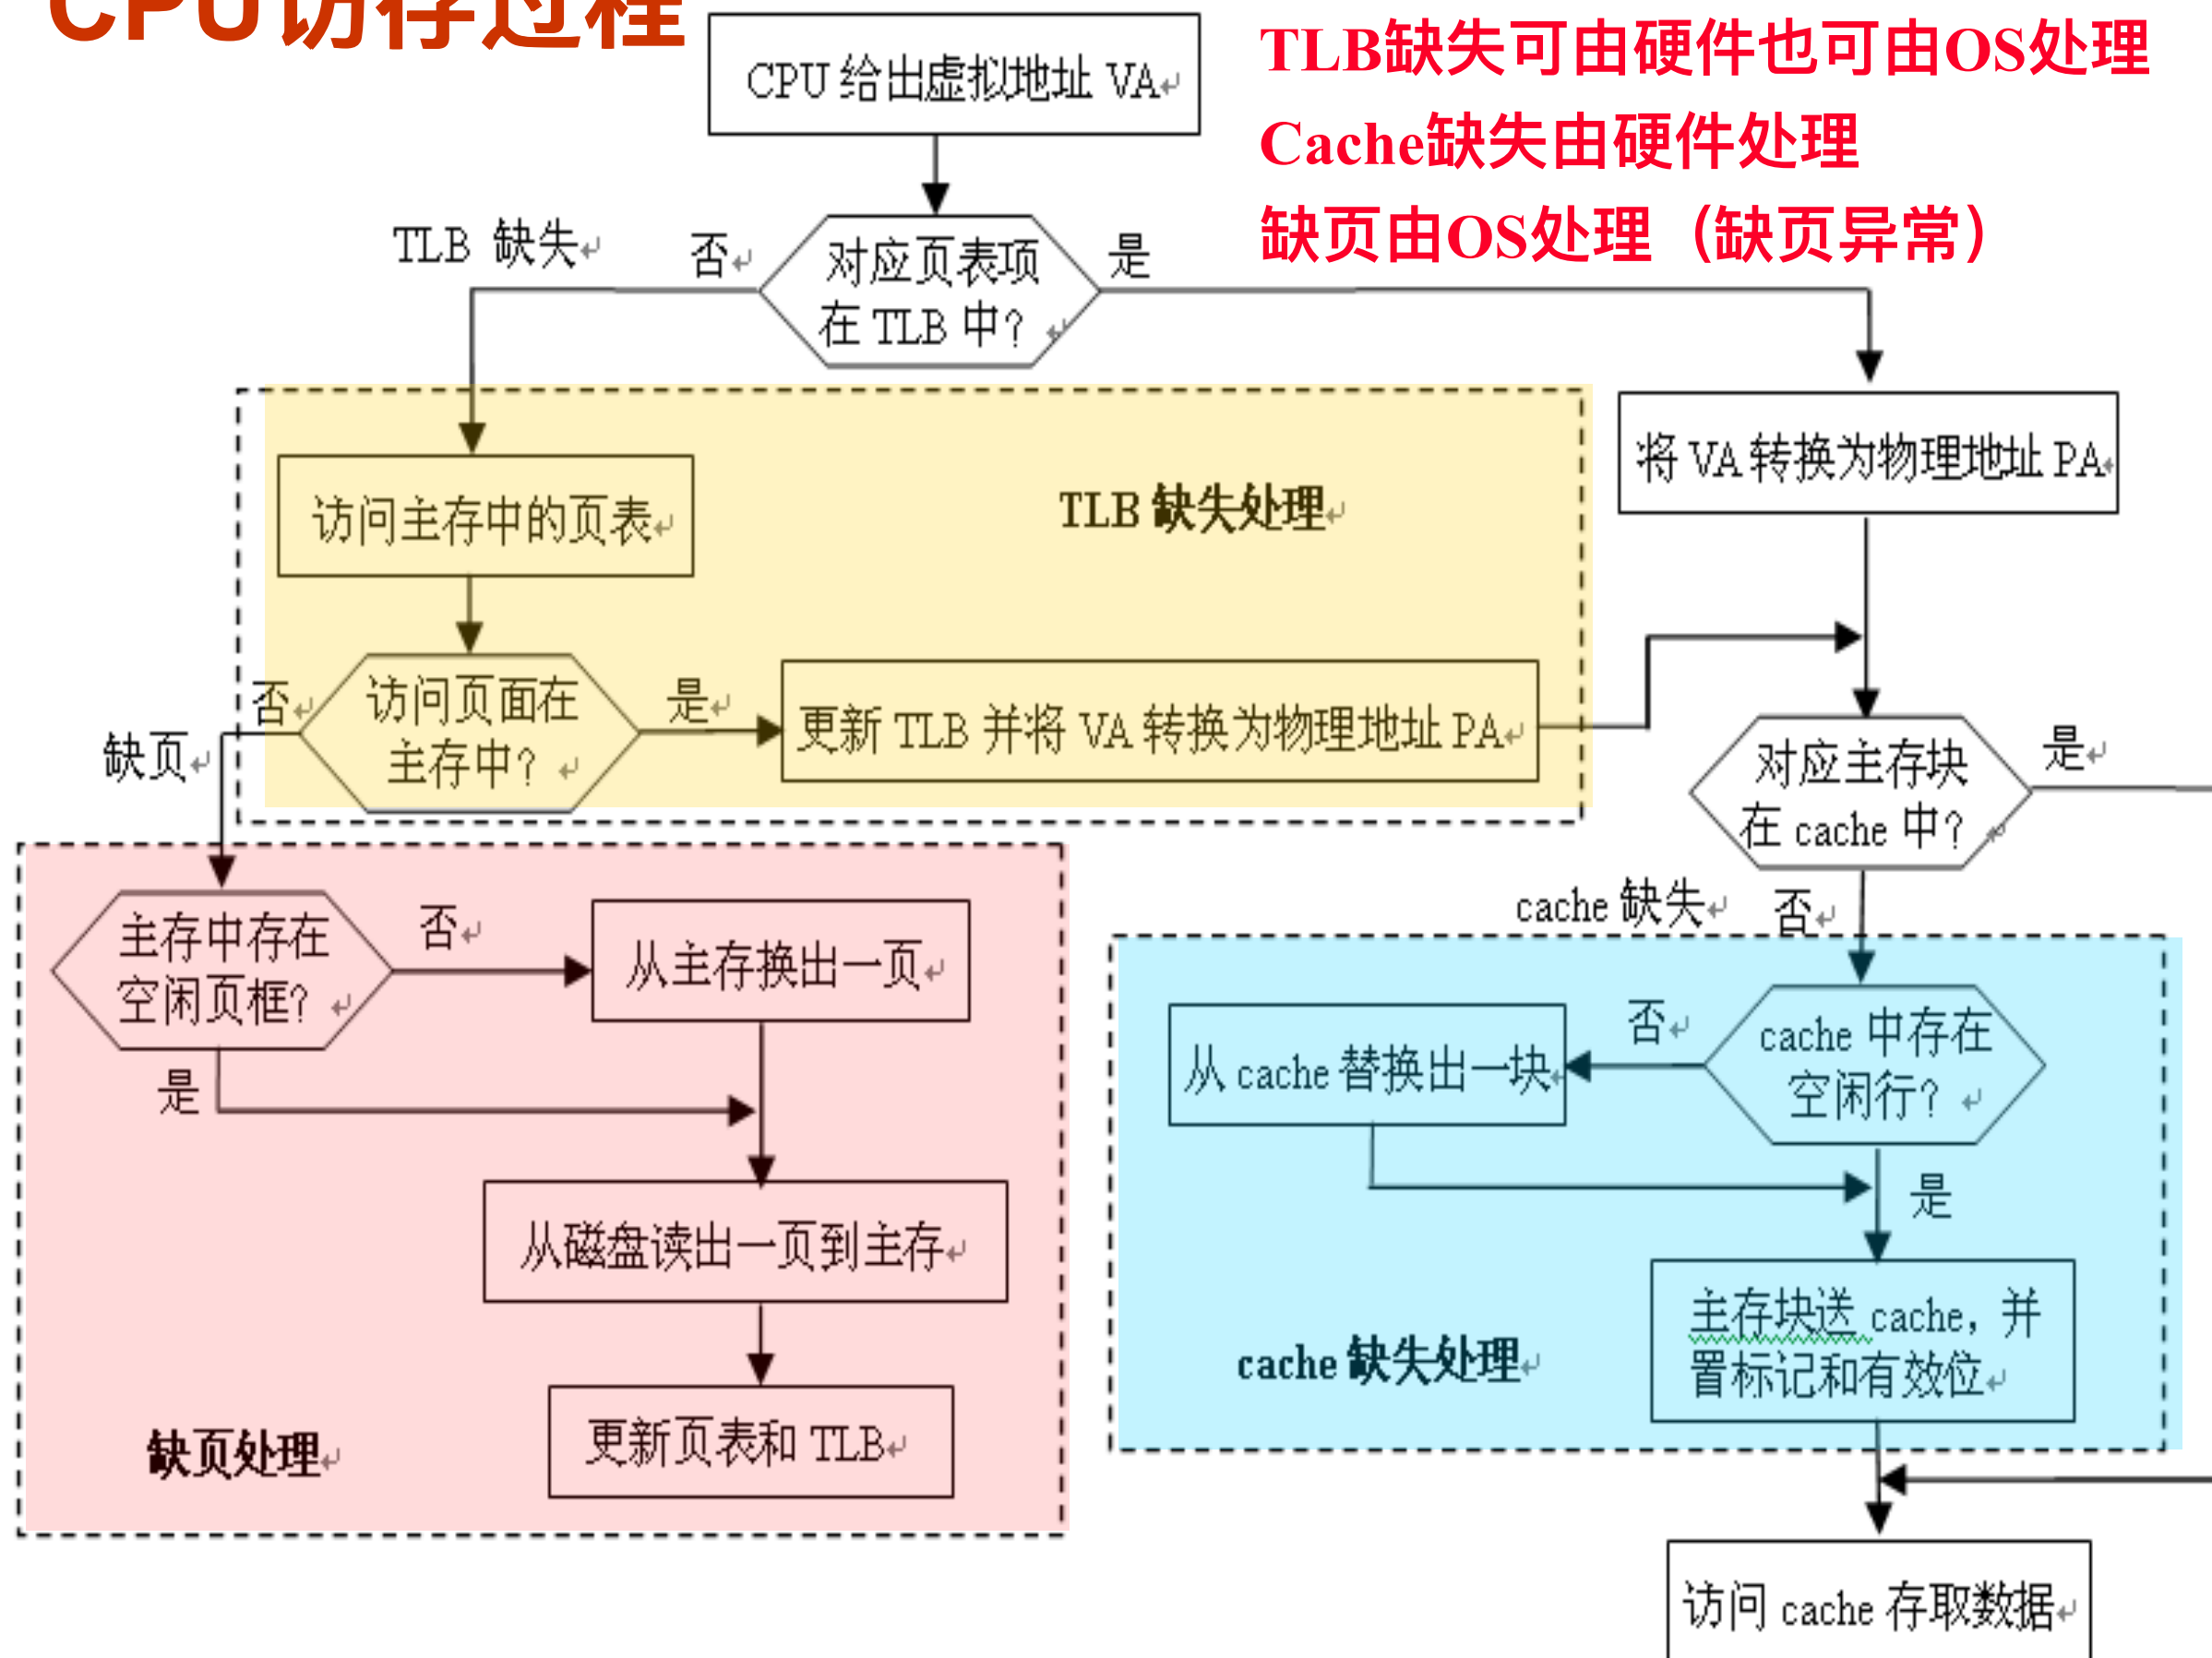 CPU访存过程
TLB缺失可由硬件也可由OS处理
Cache缺失由硬件处理
缺页由OS处理（缺页异常）
CPU 给出虚拟地址 VA
TLB 缺失
否
对应页表项
在 TLB 中?
是
访问主存中的页表
TLB 缺失处理
将 VA 转换为物理地址 PA
否
访问页面在
主存中?
是
更新 TLB 并将 VA 转换为物理地址 PA
缺页
对应主存块
在 cache 中?
是
cache 缺失
否
主存中存在
空闲页框?
否
从主存换出一页
是
从 cache 替换出一块
否
cache 中存在
空闲行?
是
从磁盘读出一页到主存
主存块送 cache, 并
置标记和有效位
cache 缺失处理
更新页表和 TLB
缺页处理
访问 cache 存取数据